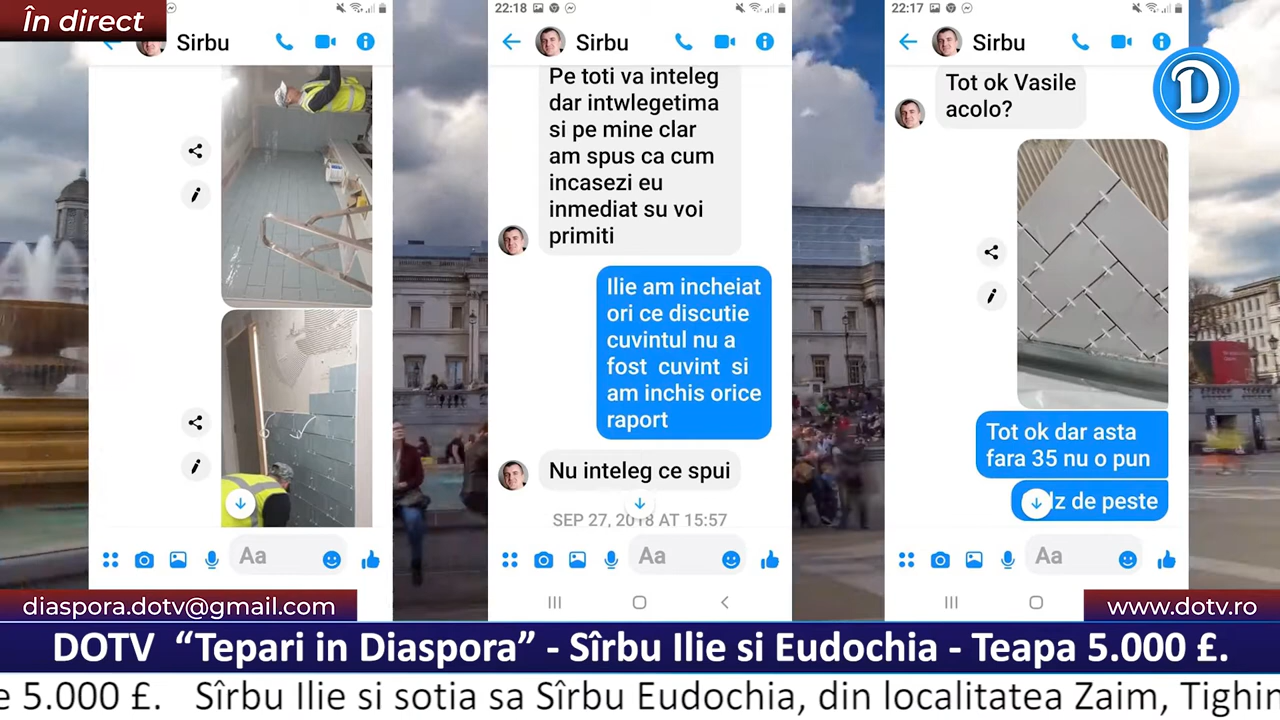 În direct
Sirbu
22:18
Sirbu
Pe toti va inteleg
dar intwlegetima
si pe mine clar
am spus ca cum
incasezi eu
inmediat su voi
primiti
Ilie am incheiat
ori ce discutie
cuvintul nu a
fost cuvint si
am inchis orice
raport
Nu inteleg ce spui
SEP 27, 2018 AT 15:57
22:17
Sirbu
Tot ok Vasile
acolo?
Tot ok dar asta
fara 35 nu o pun
de peste
Aa
Aa
Aa
D
diaspora.dotv@gmail.com
www.dotv.ro
DOTV “Tepari in Diaspora” - Sîrbu Ilie si Eudochia - Teapa 5.000 £.
e 5.000 £. Sîrbu Ilie si sotia sa Sîrbu Eudochia, din localitatea Zaim, Tighin